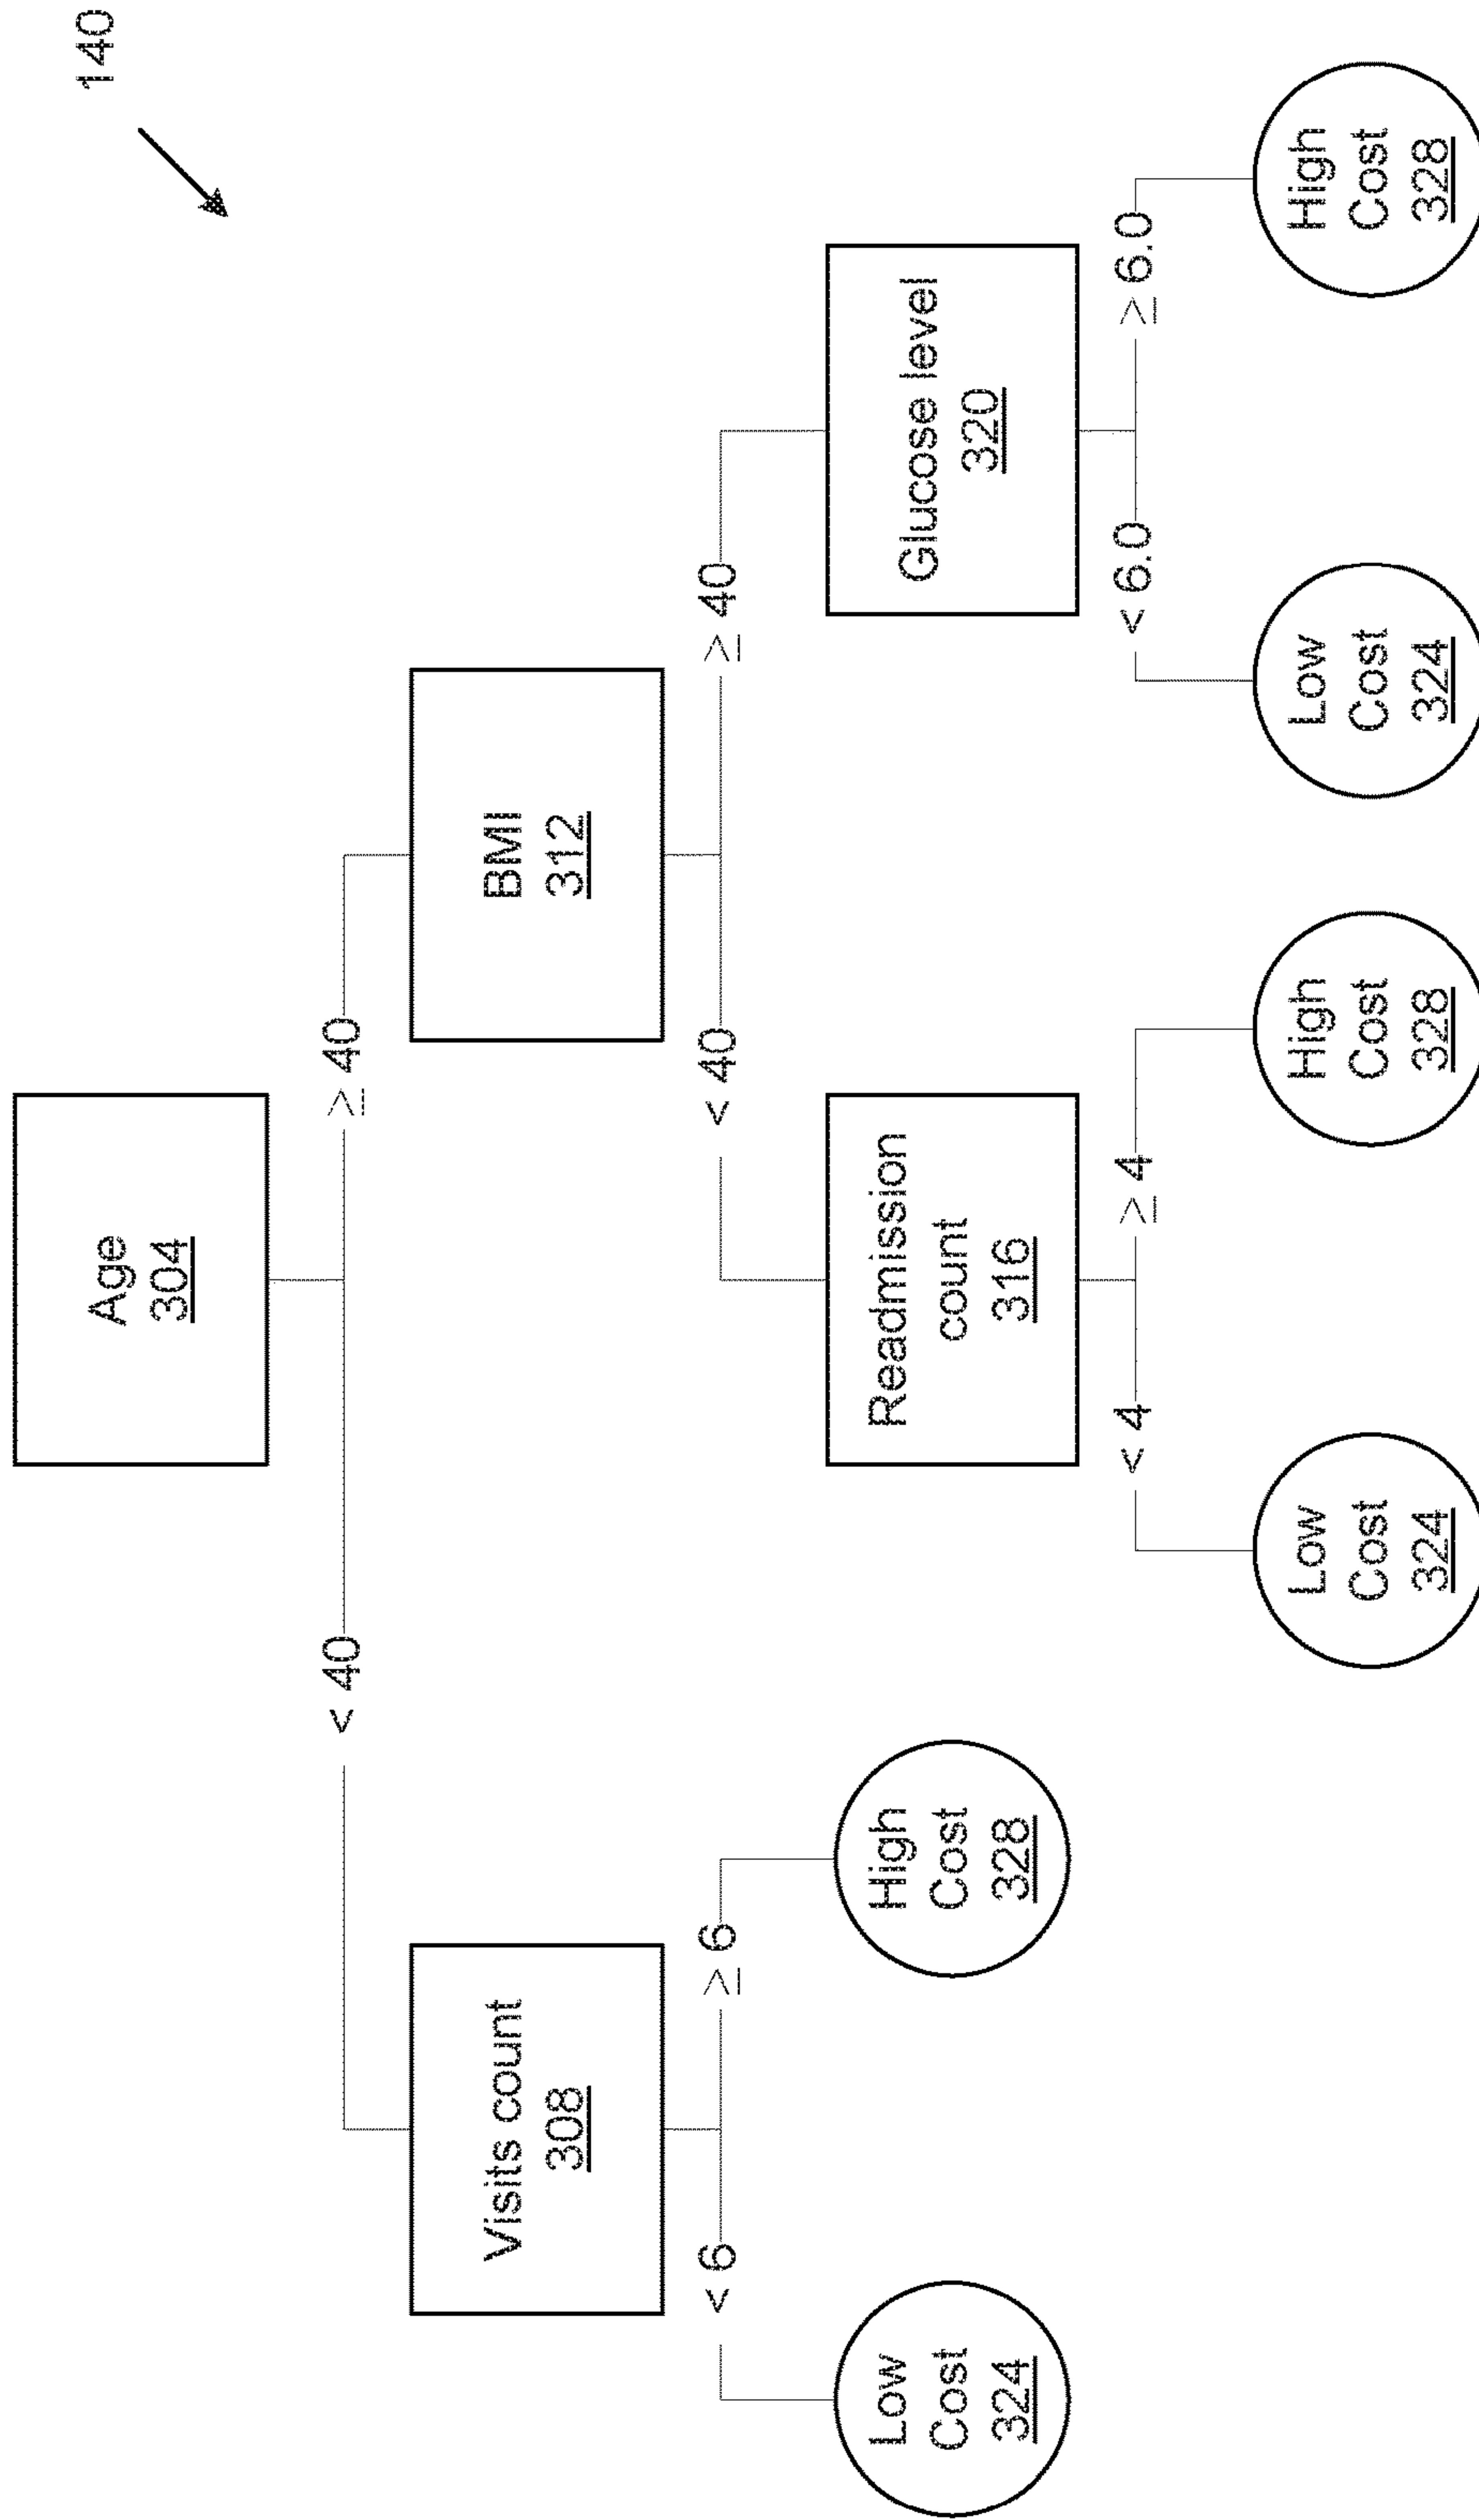 140
Age
304
< 40
≥ 40
Visits count
308
BMI
312
< 6
≥ 6
< 40
≥ 40
Low
Cost
324
High
Cost
328
Readmission
count
316
Glucose level
320
< 4
≥ 4
< 6.0
≥ 6.0
Low
Cost
324
High
Cost
328
Low
Cost
324
High
Cost
328